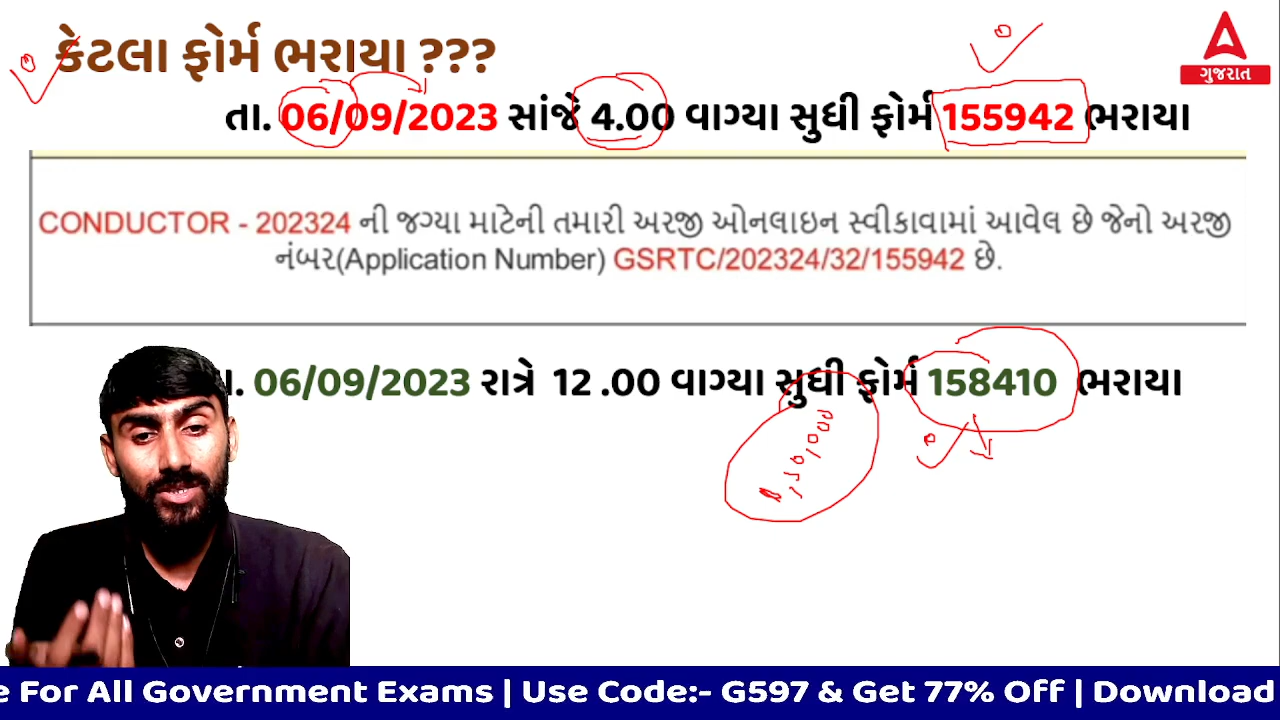 કેટલા ફોર્મ ભરાયા ???
ગુજરાત
તા. 06/09/2023 સાંજે 4.00 વાગ્યા સુધી ફોર્મ 155942 ભરાયા
CONDUCTOR - 202324 ની જગ્યા માટેની તમારી અરજી ઓનલાઇન સ્વીકાવામાં આવેલ છે જેનો અરજી
નંબર(Application Number) GSRTC/202324/32/155942 છે.
06/09/2023 રાત્રે 12 .00 વાગ્યા સુધી ફોર્મ 158410 ભરાયા
e For All Government Exams | Use Code:- G597 & Get 77% Off | Download